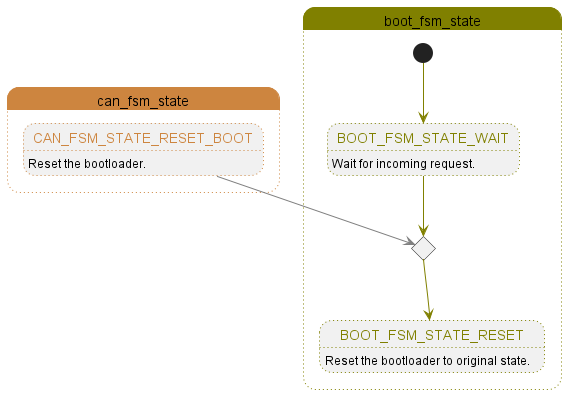 boot_fsm_state
can_fsm_state
CAN_FSM_STATE_RESET_BOOT
Reset the bootloader.
BOOT_FSM_STATE_WAIT
Wait for incoming request.
BOOT_FSM_STATE_RESET
Reset the bootloader to original state.